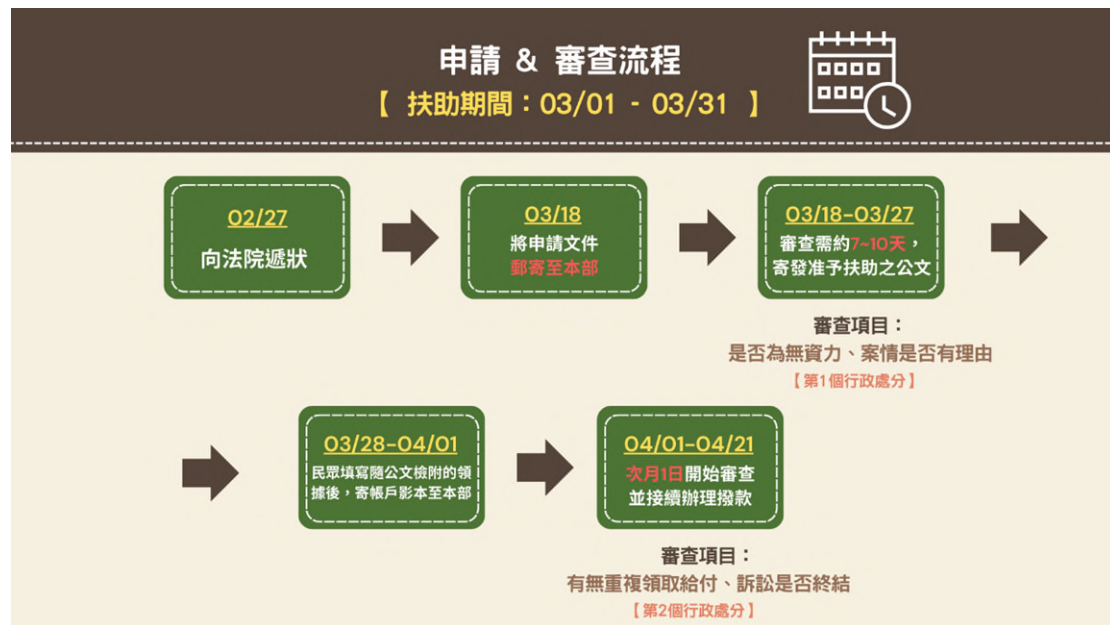 申請 & 審查流程
【 扶助期間：03/01 - 03/31 】
02/27
向法院遞狀
03/18
將申請文件
郵寄至本部
03/18-03/27
審查需約7~10天，
寄發准予扶助之公文
審查項目：
是否為無資力、案情是否有理由
【第1個行政處分】
03/28-04/01
民眾填寫隨公文檢附的領
據後，寄帳戶影本至本部
04/01-04/21
次月1日開始審查
並接續辦理撥款
審查項目：
有無重複領取給付、訴訟是否終結
【第2個行政處分】